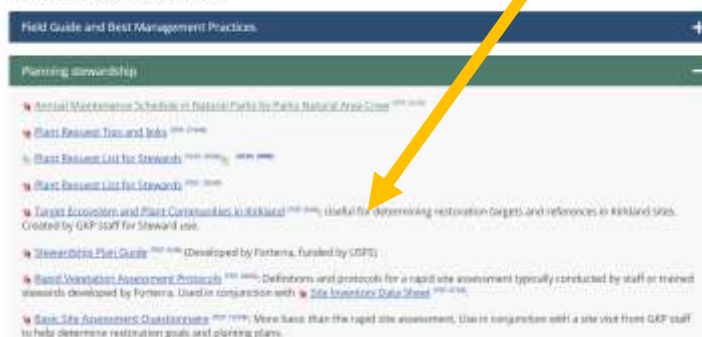 Field Guide and Best Management Practices
Planning stewardship
Annual Maintenance Schedule in Natural Parks by Parks Natural Area Crew
Plant Request Tips and links
Plant Request List for Stewards
Plant Request List for Stewards
Target Ecosystem and Plant Communities in Kirkland : Useful for determining restoration targets and references in Kirkland sites.
Created by GKP staff for Steward use.
Stewardship Plan Guide (Developed by Forterra, funded by USFS)
Rapid Vegetation Assessment Protocols : Definitions and protocols for a rapid site assessment typically conducted by staff or trained
stewards developed by Forterra. Used in conjunction with Site Inventory Data Sheet
Basic Site Assessment Questionnaire : More basic than the rapid site assessment. Use in conjunction with a site visit from GKP staff
to help determine restoration goals and planting plans.